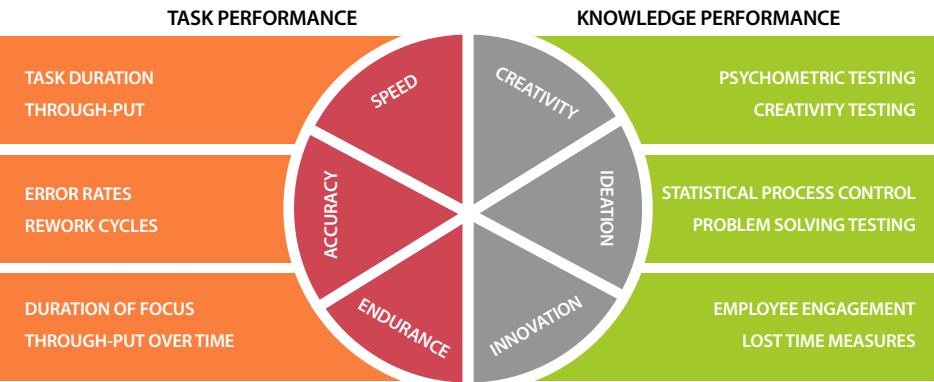 TASK PERFORMANCE
KNOWLEDGE PERFORMANCE
TASK DURATION
THROUGH-PUT
SPEED
CREATIVITY
PSYCHOMETRIC TESTING
CREATIVITY TESTING
ERROR RATES
REWORK CYCLES
ACCURACY
IDEATION
STATISTICAL PROCESS CONTROL
PROBLEM SOLVING TESTING
DURATION OF FOCUS
THROUGH-PUT OVER TIME
ENDURANCE
INNOVATION
EMPLOYEE ENGAGEMENT
LOST TIME MEASURES